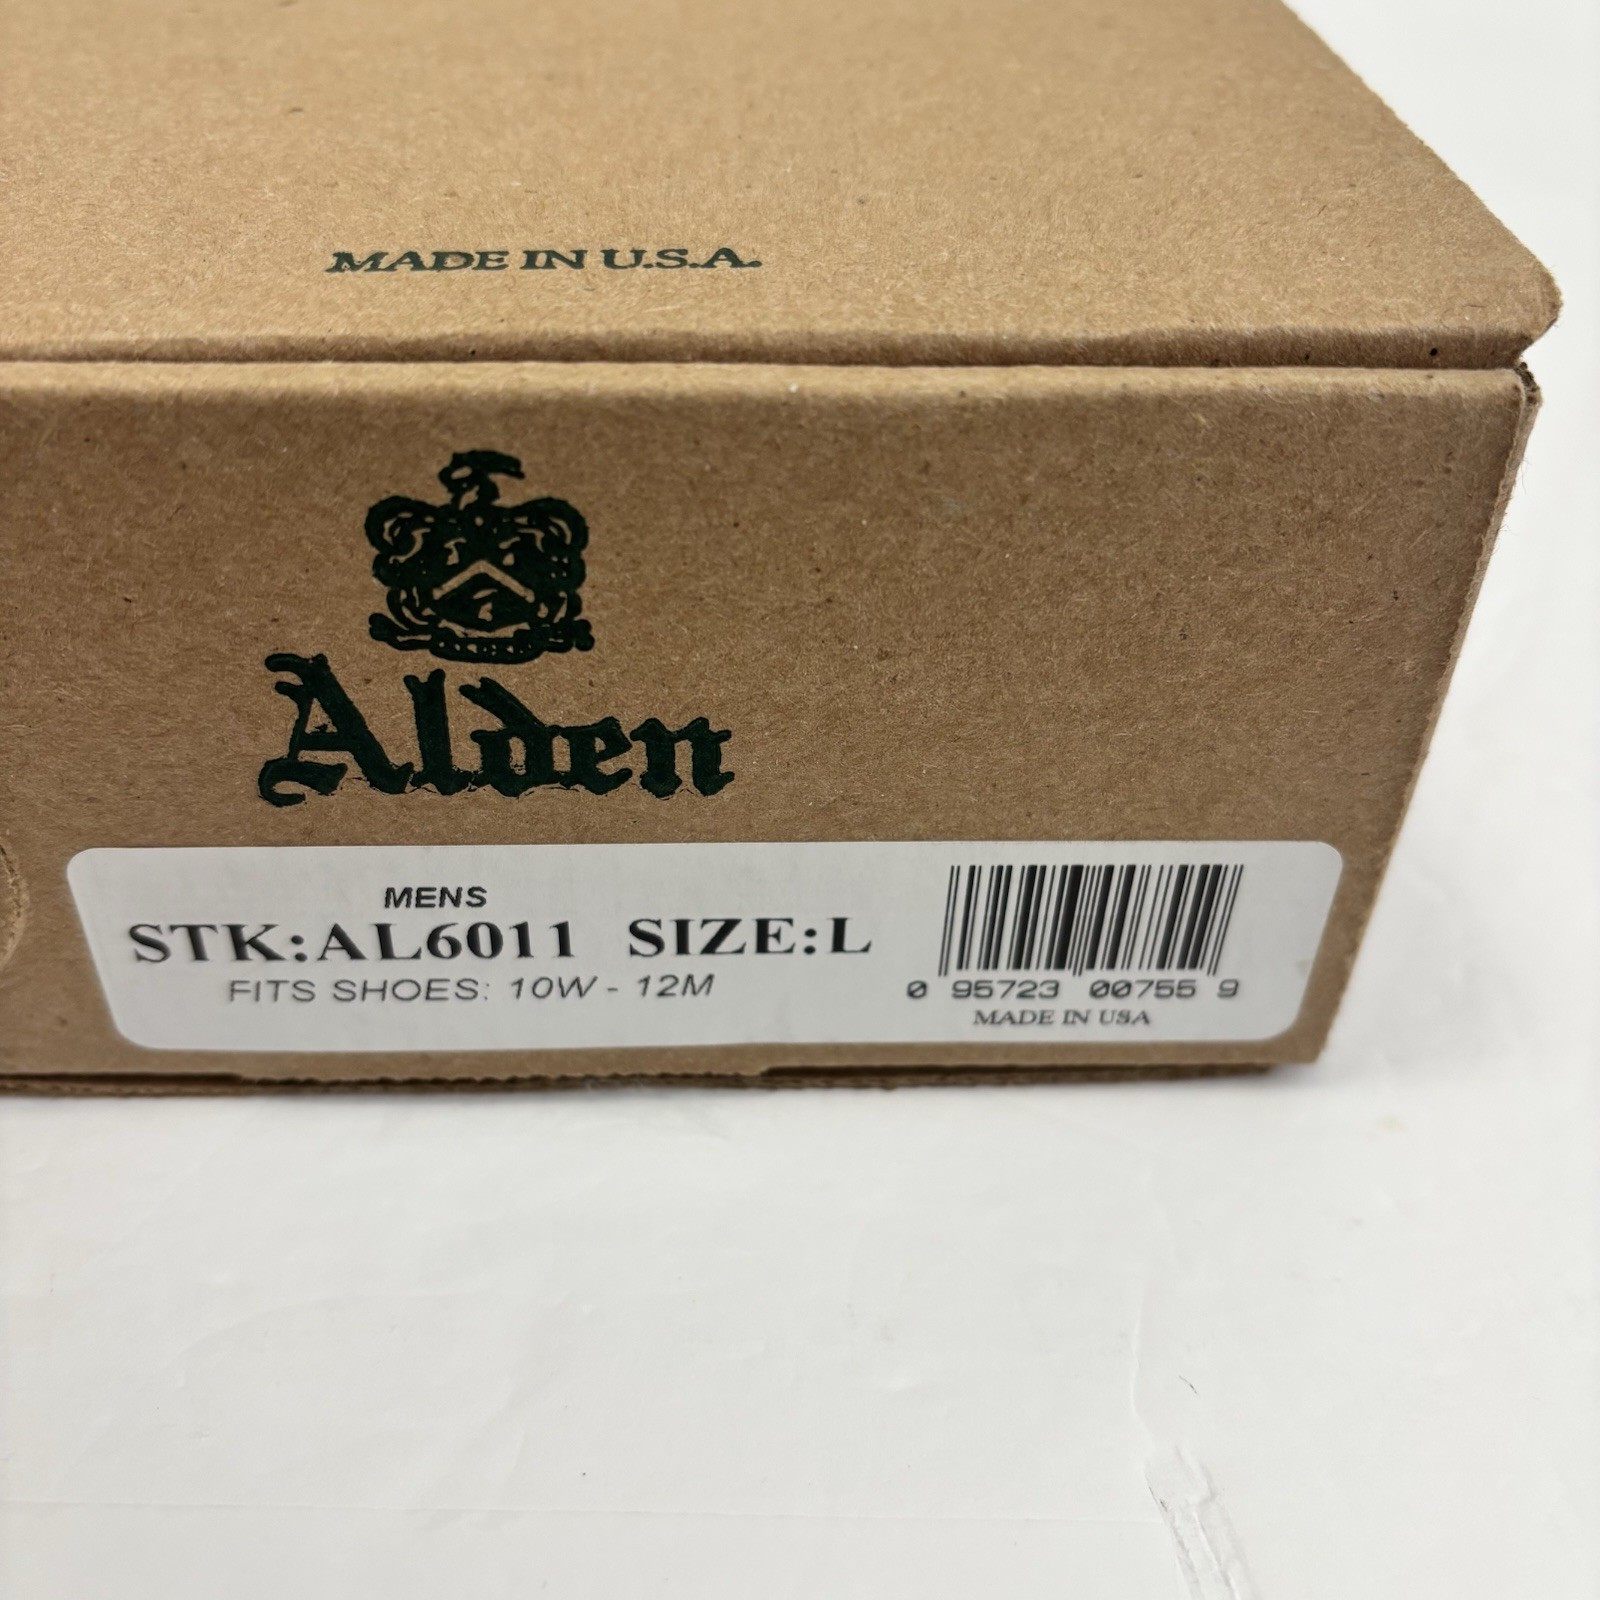 MADE IN U.S.A.
Alden
MENS
STK:AL6011 SIZE:L
FITS SHOES: 10W - 12M
0 95723 00755 9
MADE IN USA